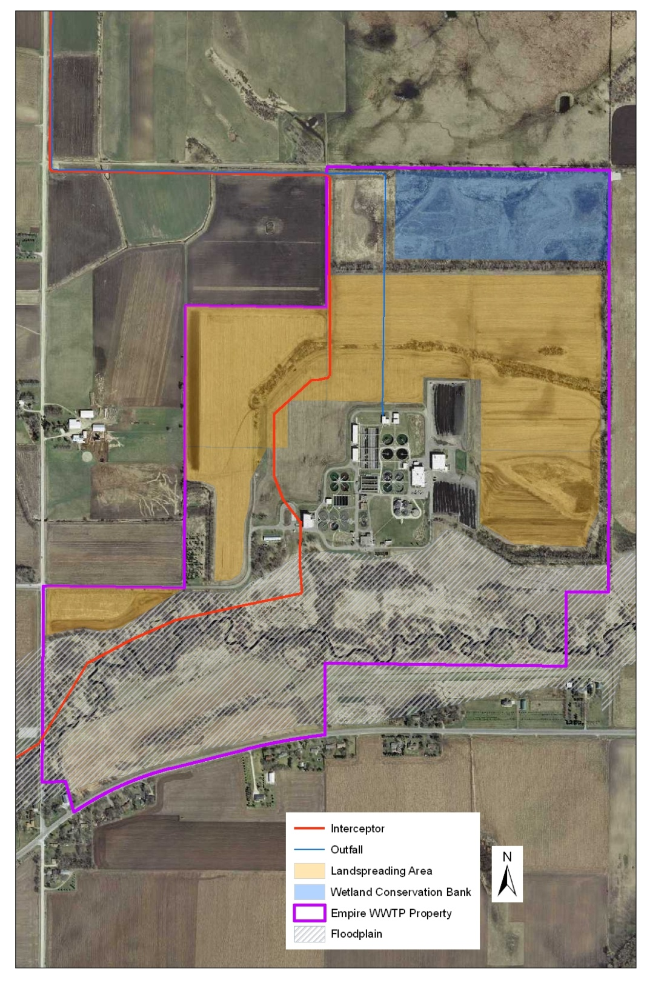 Interceptor
Outfall
Landspreading Area
Wetland Conservation Bank
Empire WWTP Property
Floodplain
N